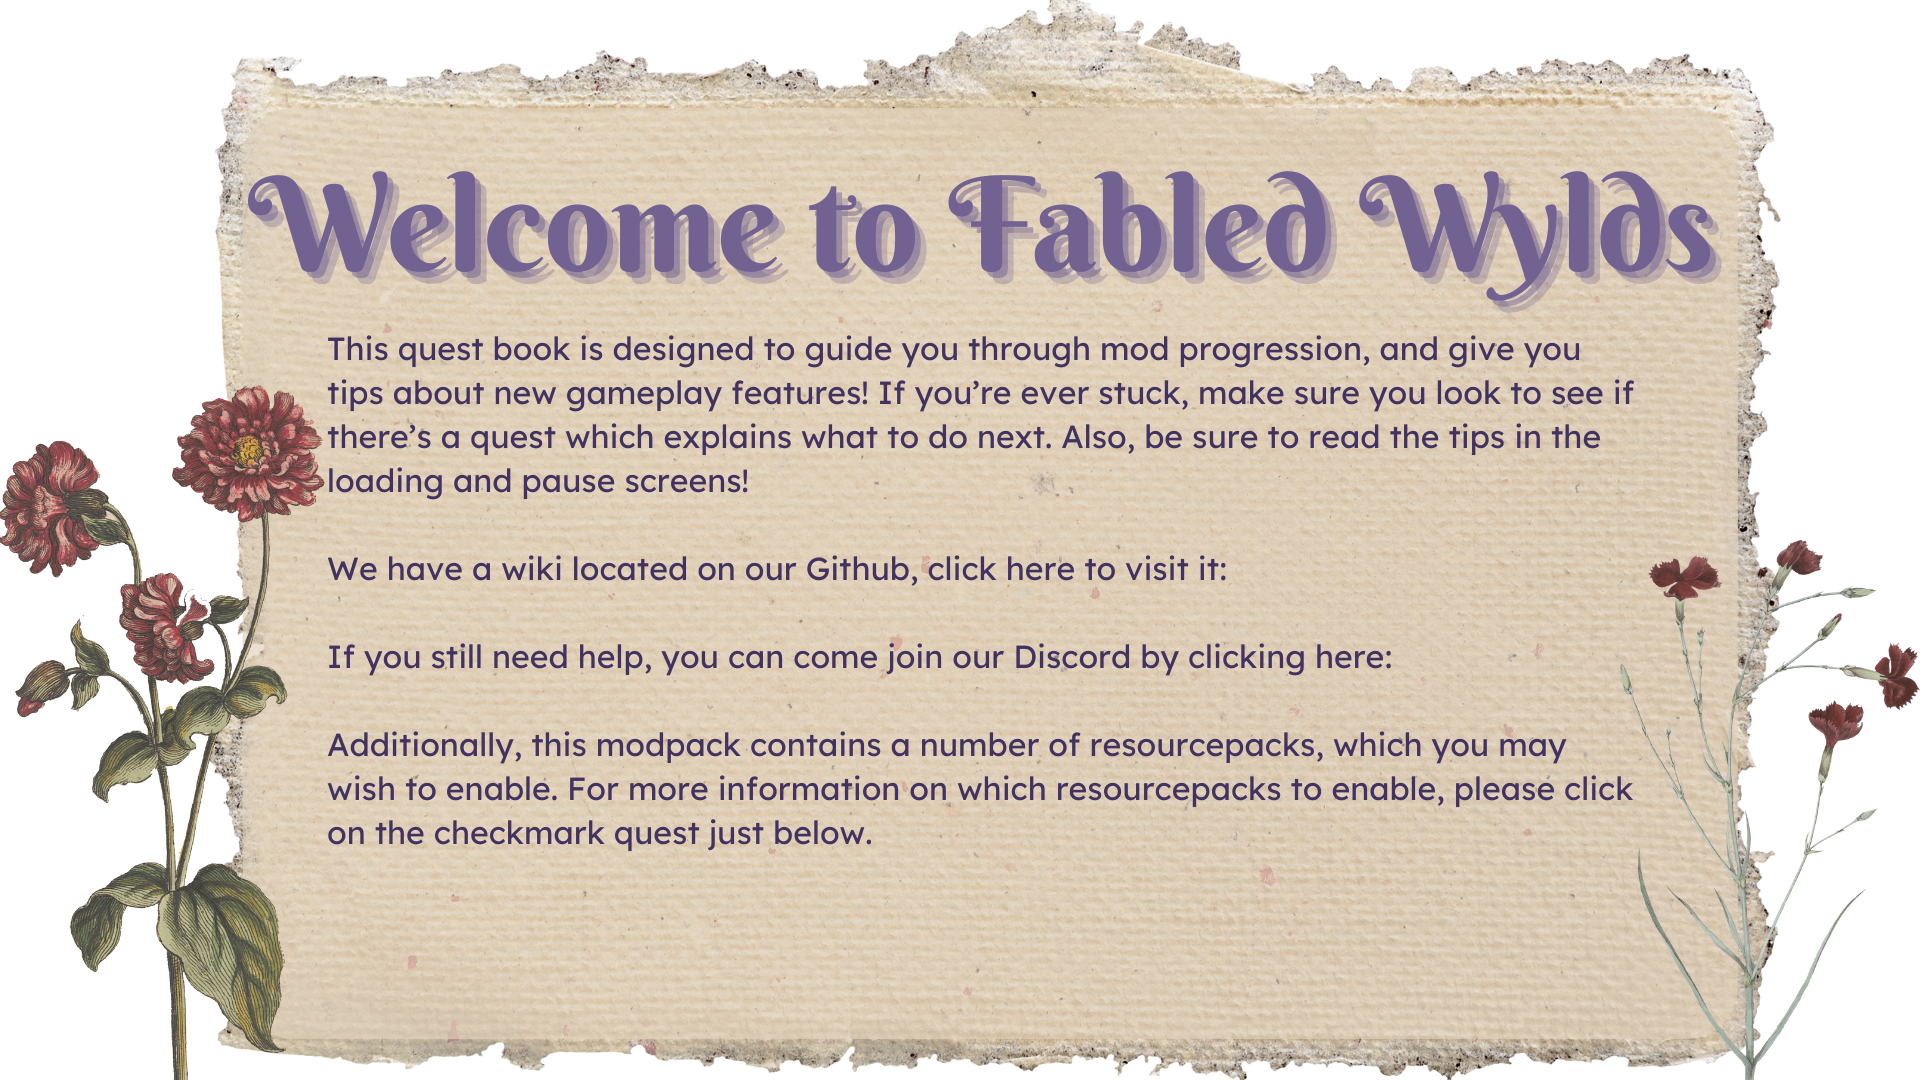 Welcome to Fabled Wylds
This quest book is designed to guide you through mod progression, and give you
tips about new gameplay features! If you’re ever stuck, make sure you look to see if
there’s a quest which explains what to do next. Also, be sure to read the tips in the
loading and pause screens!
We have a wiki located on our Github, click here to visit it:
If you still need help, you can come join our Discord by clicking here:
Additionally, this modpack contains a number of resourcepacks, which you may
wish to enable. For more information on which resourcepacks to enable, please click
on the checkmark quest just below.